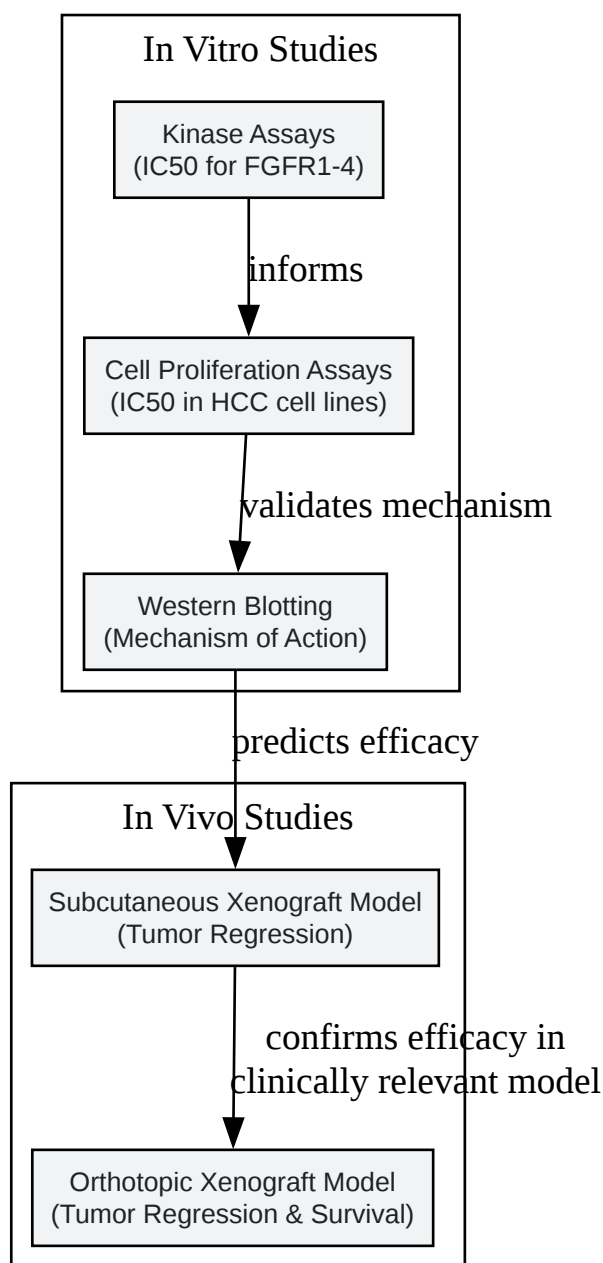 In Vitro Studies
Kinase Assays
(IC50 for FGFR1-4)
informs
Cell Proliferation Assays
(IC50 in HCC cell lines)
validates mechanism
Western Blotting
(Mechanism of Action)
predicts efficacy
In Vivo Studies
Subcutaneous Xenograft Model
(Tumor Regression)
confirms efficacy in
clinically relevant model
Orthotopic Xenograft Model
(Tumor Regression & Survival)